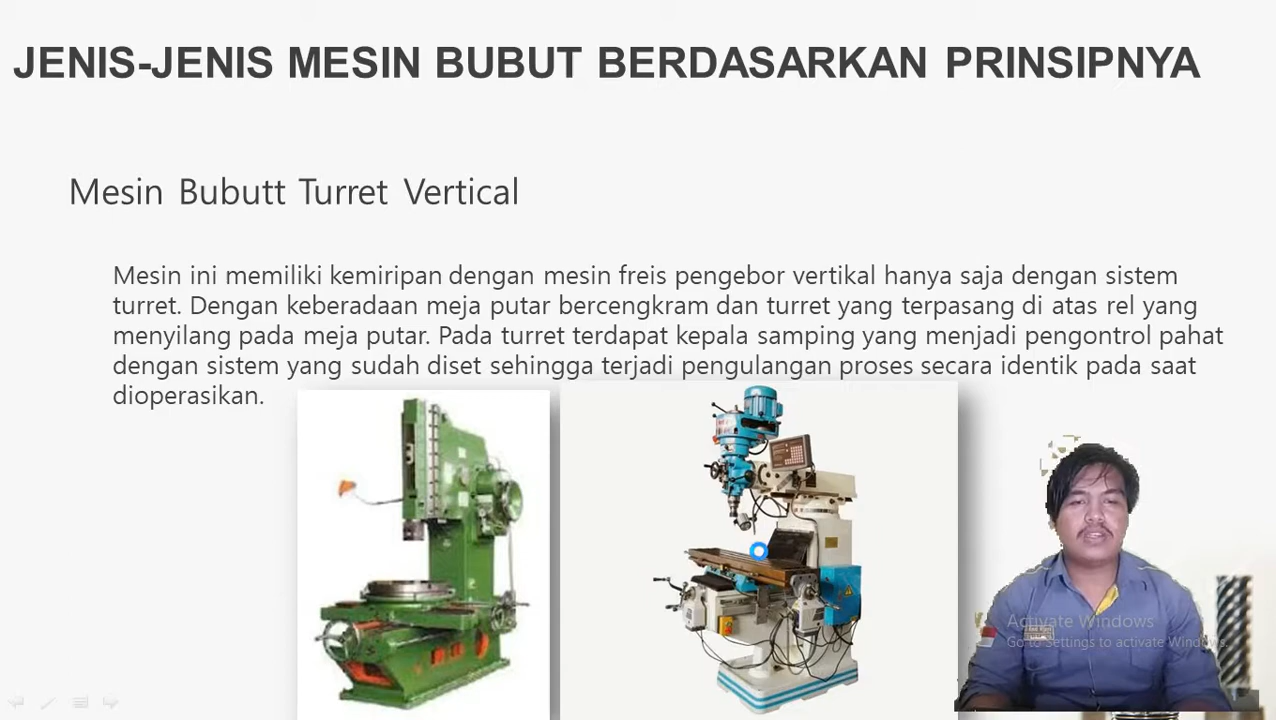 JENIS-JENIS MESIN BUBUT BERDASARKAN PRINSIPNYA
Mesin Bubutt Turret Vertical
Mesin ini memiliki kemiripan dengan mesin freis pengebor vertikal hanya saja dengan sistem
turret. Dengan keberadaan meja putar bercengkram dan turret yang terpasang di atas rel yang
menyilang pada meja putar. Pada turret terdapat kepala samping yang menjadi pengontrol pahat
dengan sistem yang sudah diset sehingga terjadi pengulangan proses secara identik pada saat
dioperasikan.
Activate Windows
Go to Settings to activate Windows.